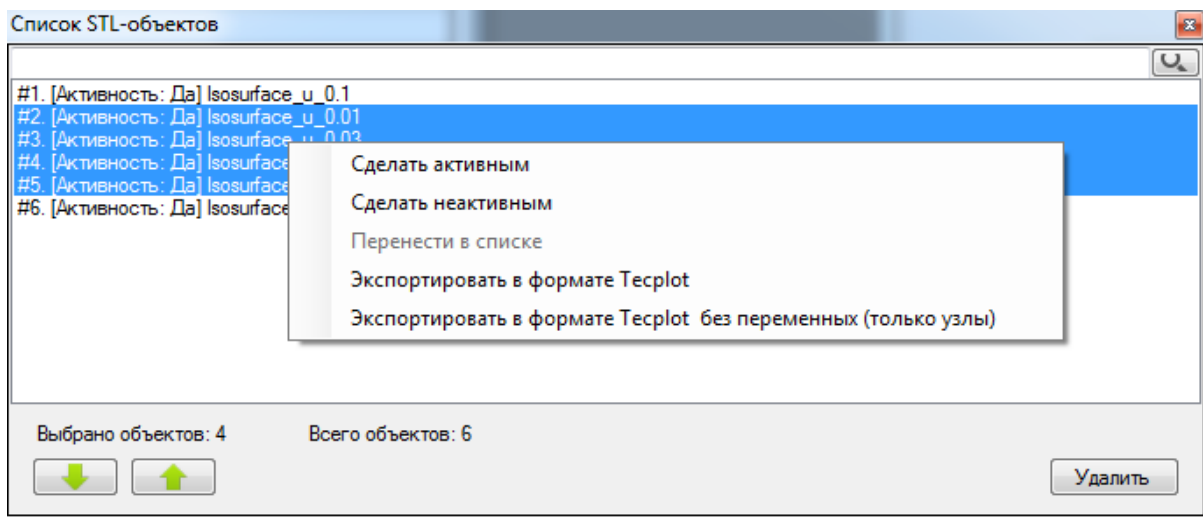 Список STL-объектов
#1. [Активность: Да] Isosurface_u_0.1
#2. [Активность: Да] Isosurface_u_0.01
#3. [Активность: Да] Isosurface_u_0.03
#4. [Активность: Да] Isosurface
#5. [Активность: Да] Isosurface
#6. [Активность: Да] Isosurface
Сделать активным
Сделать неактивным
Перенести в списке
Экспортировать в формате Tecplot
Экспортировать в формате Tecplot без переменных (только узлы)
Выбрано объектов: 4 Всего объектов: 6
Удалить